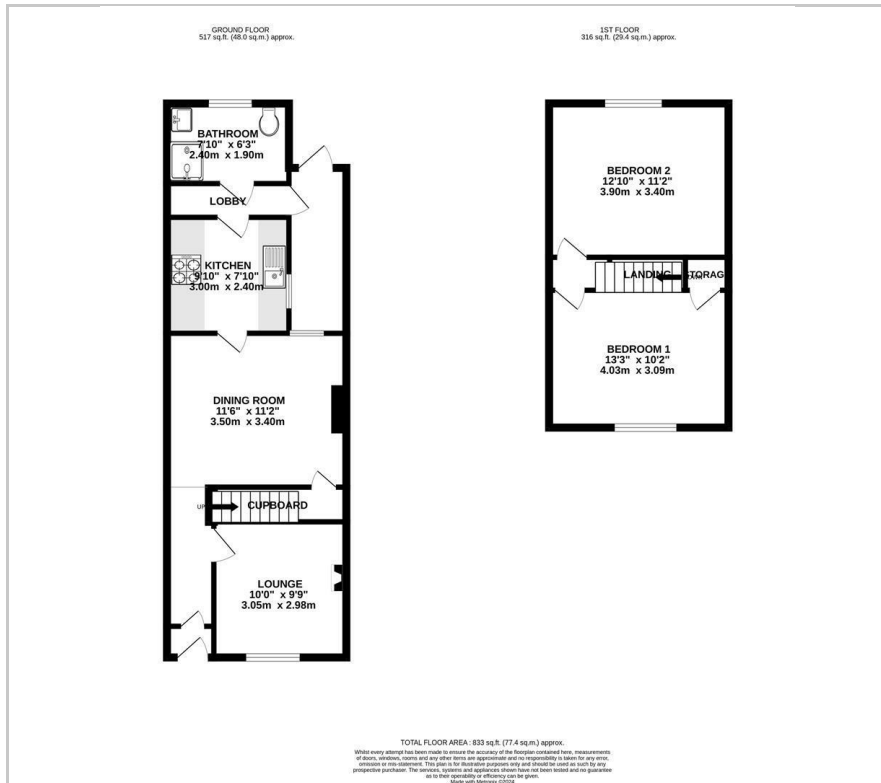 GROUND FLOOR
517 sq.ft. (48.0 sq.m.) approx.
1ST FLOOR
316 sq.ft. (29.4 sq.m.) approx.
BATHROOM
7'10" x 6'3"
2.40m x 1.90m
LOBBY
KITCHEN
9'10" x 7'10"
3.00m x 2.40m
DINING ROOM
11'6" x 11'2"
3.50m x 3.40m
UP
CUPBOARD
LOUNGE
10'0" x 9'9"
3.05m x 2.98m
BEDROOM 2
12'10" x 11'2"
3.90m x 3.40m
LANDING
STORAG
BEDROOM 1
13'3" x 10'2"
4.03m x 3.09m
TOTAL FLOOR AREA : 833 sq.ft. (77.4 sq.m.) approx.
Whilst every attempt has been made to ensure the accuracy of the floorplan contained here, measurements
of doors, windows, rooms and any other items are approximate and no responsibility is taken for any error,
omission or mis-statement. This plan is for illustrative purposes only and should be used as such by any
prospective purchaser. The services, systems and appliances shown have not been tested and no guarantee
as to their operability or efficiency can be given.
Made with Metropix ©2024